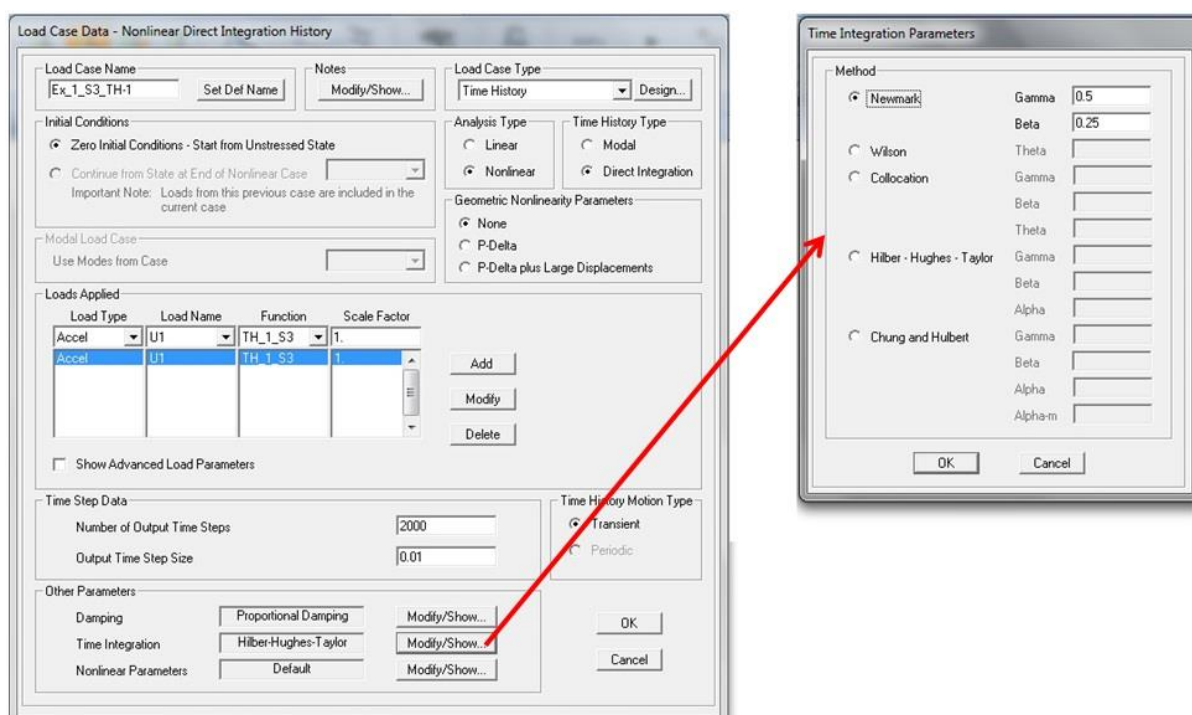 Load Case Data - Nonlinear Direct Integration History
Load Case Name
Ex_1_S3_TH-1
Set Def Name
Notes
Modify/Show...
Load Case Type
Time History
Design...
Initial Conditions
Zero Initial Conditions - Start from Unstressed State
Continue from State at End of Nonlinear Case
Important Note: Loads from this previous case are included in the
current case
Analysis Type
Linear
Nonlinear
Time History Type
Modal
Direct Integration
Geometric Nonlinearity Parameters
None
P-Delta
P-Delta plus Large Displacements
Modal Load Case
Use Modes from Case
Loads Applied
Load Type Load Name Function Scale Factor
Accel U1 TH_1_S3 1.
Accel U1 TH_1_S3 1.
Add
Modify
Delete
Show Advanced Load Parameters
Time Step Data
Number of Output Time Steps 2000
Output Time Step Size 0.01
Time History Motion Type
Transient
Periodic
Other Parameters
Damping Proportional Damping Modify/Show...
Time Integration Hilber-Hughes-Taylor Modify/Show...
Nonlinear Parameters Default Modify/Show...
OK
Cancel
Time Integration Parameters
Method
Newmark Gamma 0.5
Beta 0.25
Wilson Theta
Collocation Gamma
Beta
Theta
Hilber - Hughes - Taylor Gamma
Beta
Alpha
Chung and Hulbert Gamma
Beta
Alpha
Alpha-m
OK Cancel